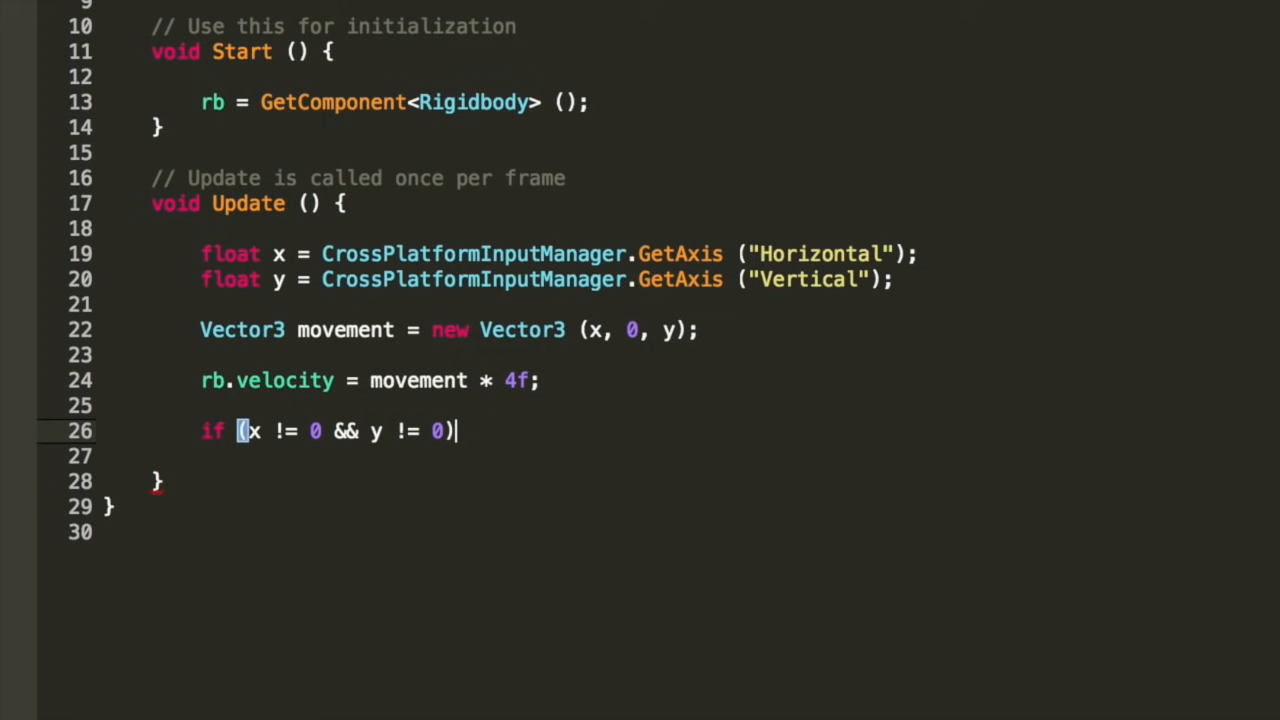 9
10 // Use this for initialization
11 void Start () {
12
13 rb = GetComponent<Rigidbody> ();
14 }
15
16 // Update is called once per frame
17 void Update () {
18
19 float x = CrossPlatformInputManager.GetAxis ("Horizontal");
20 float y = CrossPlatformInputManager.GetAxis ("Vertical");
21
22 Vector3 movement = new Vector3 (x, 0, y);
23
24 rb.velocity = movement * 4f;
25
26 if (x != 0 && y != 0)
27
28 }
29 }
30